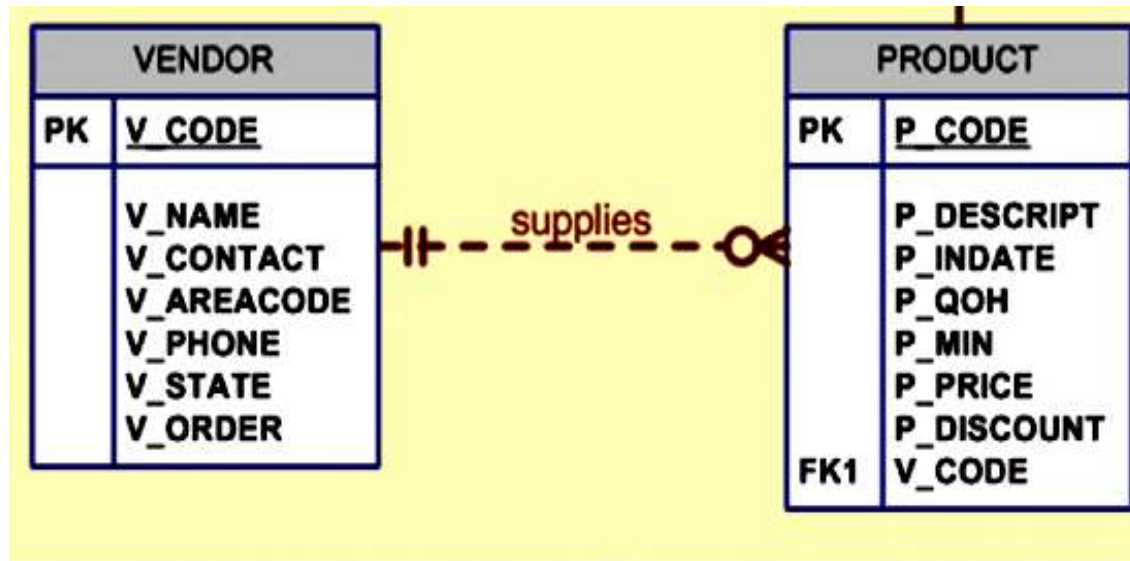 VENDOR
PK V_CODE
V_NAME
V_CONTACT
V_AREACODE
V_PHONE
V_STATE
V_ORDER
supplies
PRODUCT
PK P_CODE
P_DESCRIPT
P_INDATE
P_QOH
P_MIN
P_PRICE
P_DISCOUNT
FK1 V_CODE